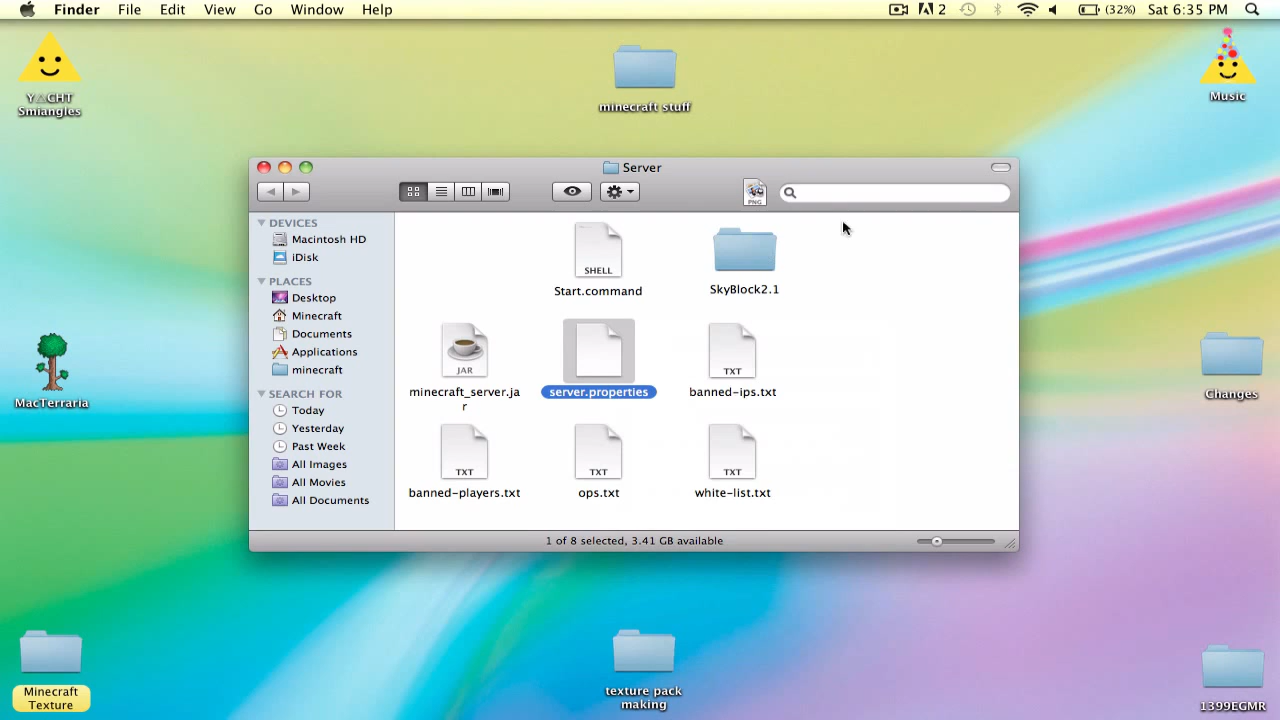 Finder File Edit View Go Window Help
2 (32%) Sat 6:35 PM
Y△CHT
Smiangles
minecraft stuff
Music
Server
PNG
DEVICES
Macintosh HD
iDisk
PLACES
Desktop
Minecraft
Documents
Applications
minecraft
SEARCH FOR
Today
Yesterday
Past Week
All Images
All Movies
All Documents
SHELL
Start.command
SkyBlock2.1
JAR
minecraft_server.ja
r
server.properties
TXT
banned-ips.txt
TXT
banned-players.txt
TXT
ops.txt
TXT
white-list.txt
1 of 8 selected, 3.41 GB available
MacTerraria
Changes
Minecraft
Texture
texture pack
making
1399EGMR